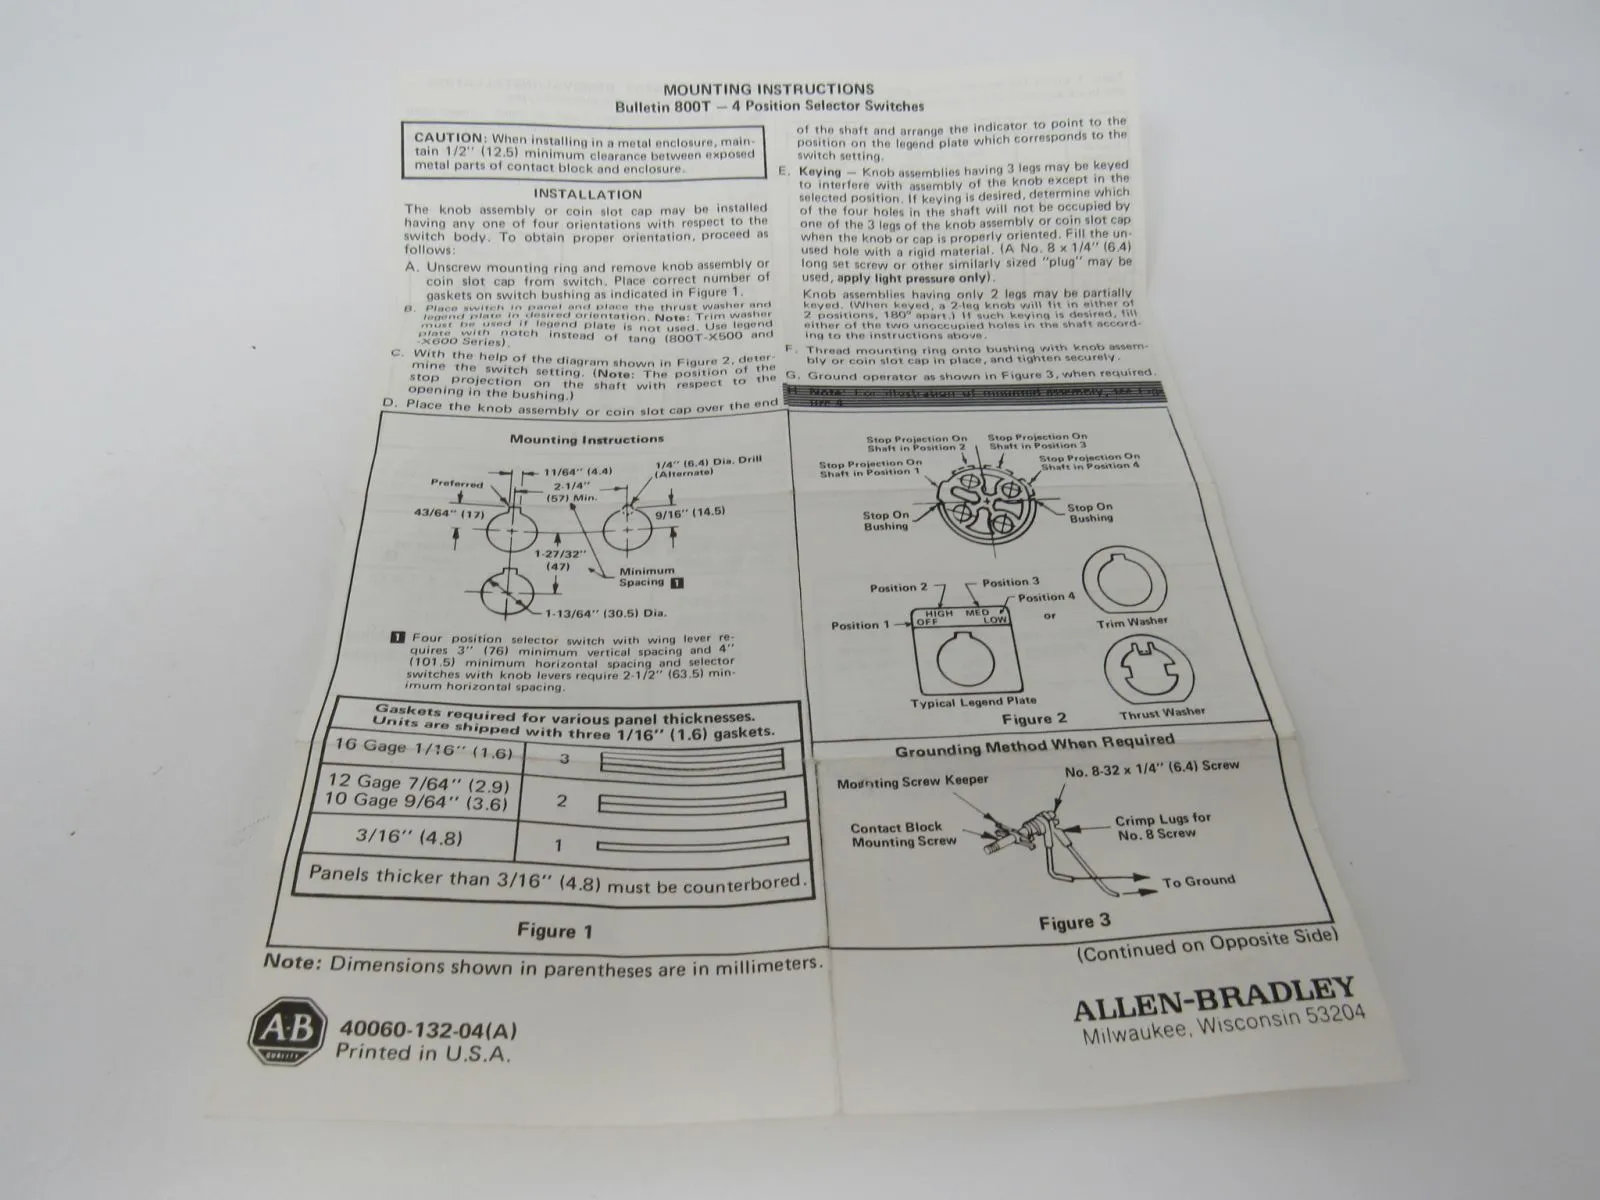 MOUNTING INSTRUCTIONS
Bulletin 800T — 4 Position Selector Switches
CAUTION: When installing in a metal enclosure, main-
tain 1/2'' (12.5) minimum clearance between exposed
metal parts of contact block and enclosure.
INSTALLATION
The knob assembly or coin slot cap may be installed
having any one of four orientations with respect to the
switch body. To obtain proper orientation, proceed as
follows:
A. Unscrew mounting ring and remove knob assembly or
coin slot cap from switch. Place correct number of
gaskets on switch bushing as indicated in Figure 1.
B. Place switch in panel and place the thrust washer and
legend plate in desired orientation. Note: Trim washer
must be used if legend plate is not used. Use legend
plate with notch instead of tang (800T-X500 and
-X600 Series).
C. With the help of the diagram shown in Figure 2, deter-
mine the switch setting. (Note: The position of the
stop projection on the shaft with respect to the
opening in the bushing.)
D. Place the knob assembly or coin slot cap over the end
of the shaft and arrange the indicator to point to the
position on the legend plate which corresponds to the
switch setting.
E. Keying — Knob assemblies having 3 legs may be keyed
to interfere with assembly of the knob except in the
selected position. If keying is desired, determine which
of the four holes in the shaft will not be occupied by
one of the 3 legs of the knob assembly or coin slot cap
when the knob or cap is properly oriented. Fill the un-
used hole with a rigid material. (A No. 8 x 1/4'' (6.4)
long set screw or other similarly sized "plug" may be
used, apply light pressure only).
Knob assemblies having only 2 legs may be partially
keyed. (When keyed, a 2-leg knob will fit in either of
2 positions, 180° apart.) If such keying is desired, fill
either of the two unoccupied holes in the shaft accord-
ing to the instructions above.
F. Thread mounting ring onto bushing with knob assem-
bly or coin slot cap in place, and tighten securely.
G. Ground operator as shown in Figure 3, when required.
H. Note: For illustration of mounted assembly, see Fig-
ure 4.
Mounting Instructions
11/64'' (4.4)
1/4'' (6.4) Dia. Drill
(Alternate)
Preferred
2-1/4''
(57) Min.
43/64'' (17)
9/16'' (14.5)
1-27/32''
(47)
Minimum
Spacing 1
1-13/64'' (30.5) Dia.
1 Four position selector switch with wing lever re-
quires 3'' (76) minimum vertical spacing and 4''
(101.5) minimum horizontal spacing and selector
switches with knob levers require 2-1/2'' (63.5) min-
imum horizontal spacing.
Gaskets required for various panel thicknesses.
Units are shipped with three 1/16'' (1.6) gaskets.
16 Gage 1/16'' (1.6) 3
12 Gage 7/64'' (2.9)
10 Gage 9/64'' (3.6) 2
3/16'' (4.8) 1
Panels thicker than 3/16'' (4.8) must be counterbored.
Figure 1
Stop Projection On
Shaft in Position 2
Stop Projection On
Shaft in Position 3
Stop Projection On
Shaft in Position 1
Stop Projection On
Shaft in Position 4
Stop On
Bushing
Stop On
Bushing
Position 2
Position 3
Position 4
Position 1
HIGH MED
OFF LOW
or
Trim Washer
Typical Legend Plate
Thrust Washer
Figure 2
Grounding Method When Required
Mounting Screw Keeper
No. 8-32 x 1/4'' (6.4) Screw
Contact Block
Mounting Screw
Crimp Lugs for
No. 8 Screw
To Ground
Figure 3
(Continued on Opposite Side)
Note: Dimensions shown in parentheses are in millimeters.
A-B
QUALITY
40060-132-04(A)
Printed in U.S.A.
ALLEN-BRADLEY
Milwaukee, Wisconsin 53204